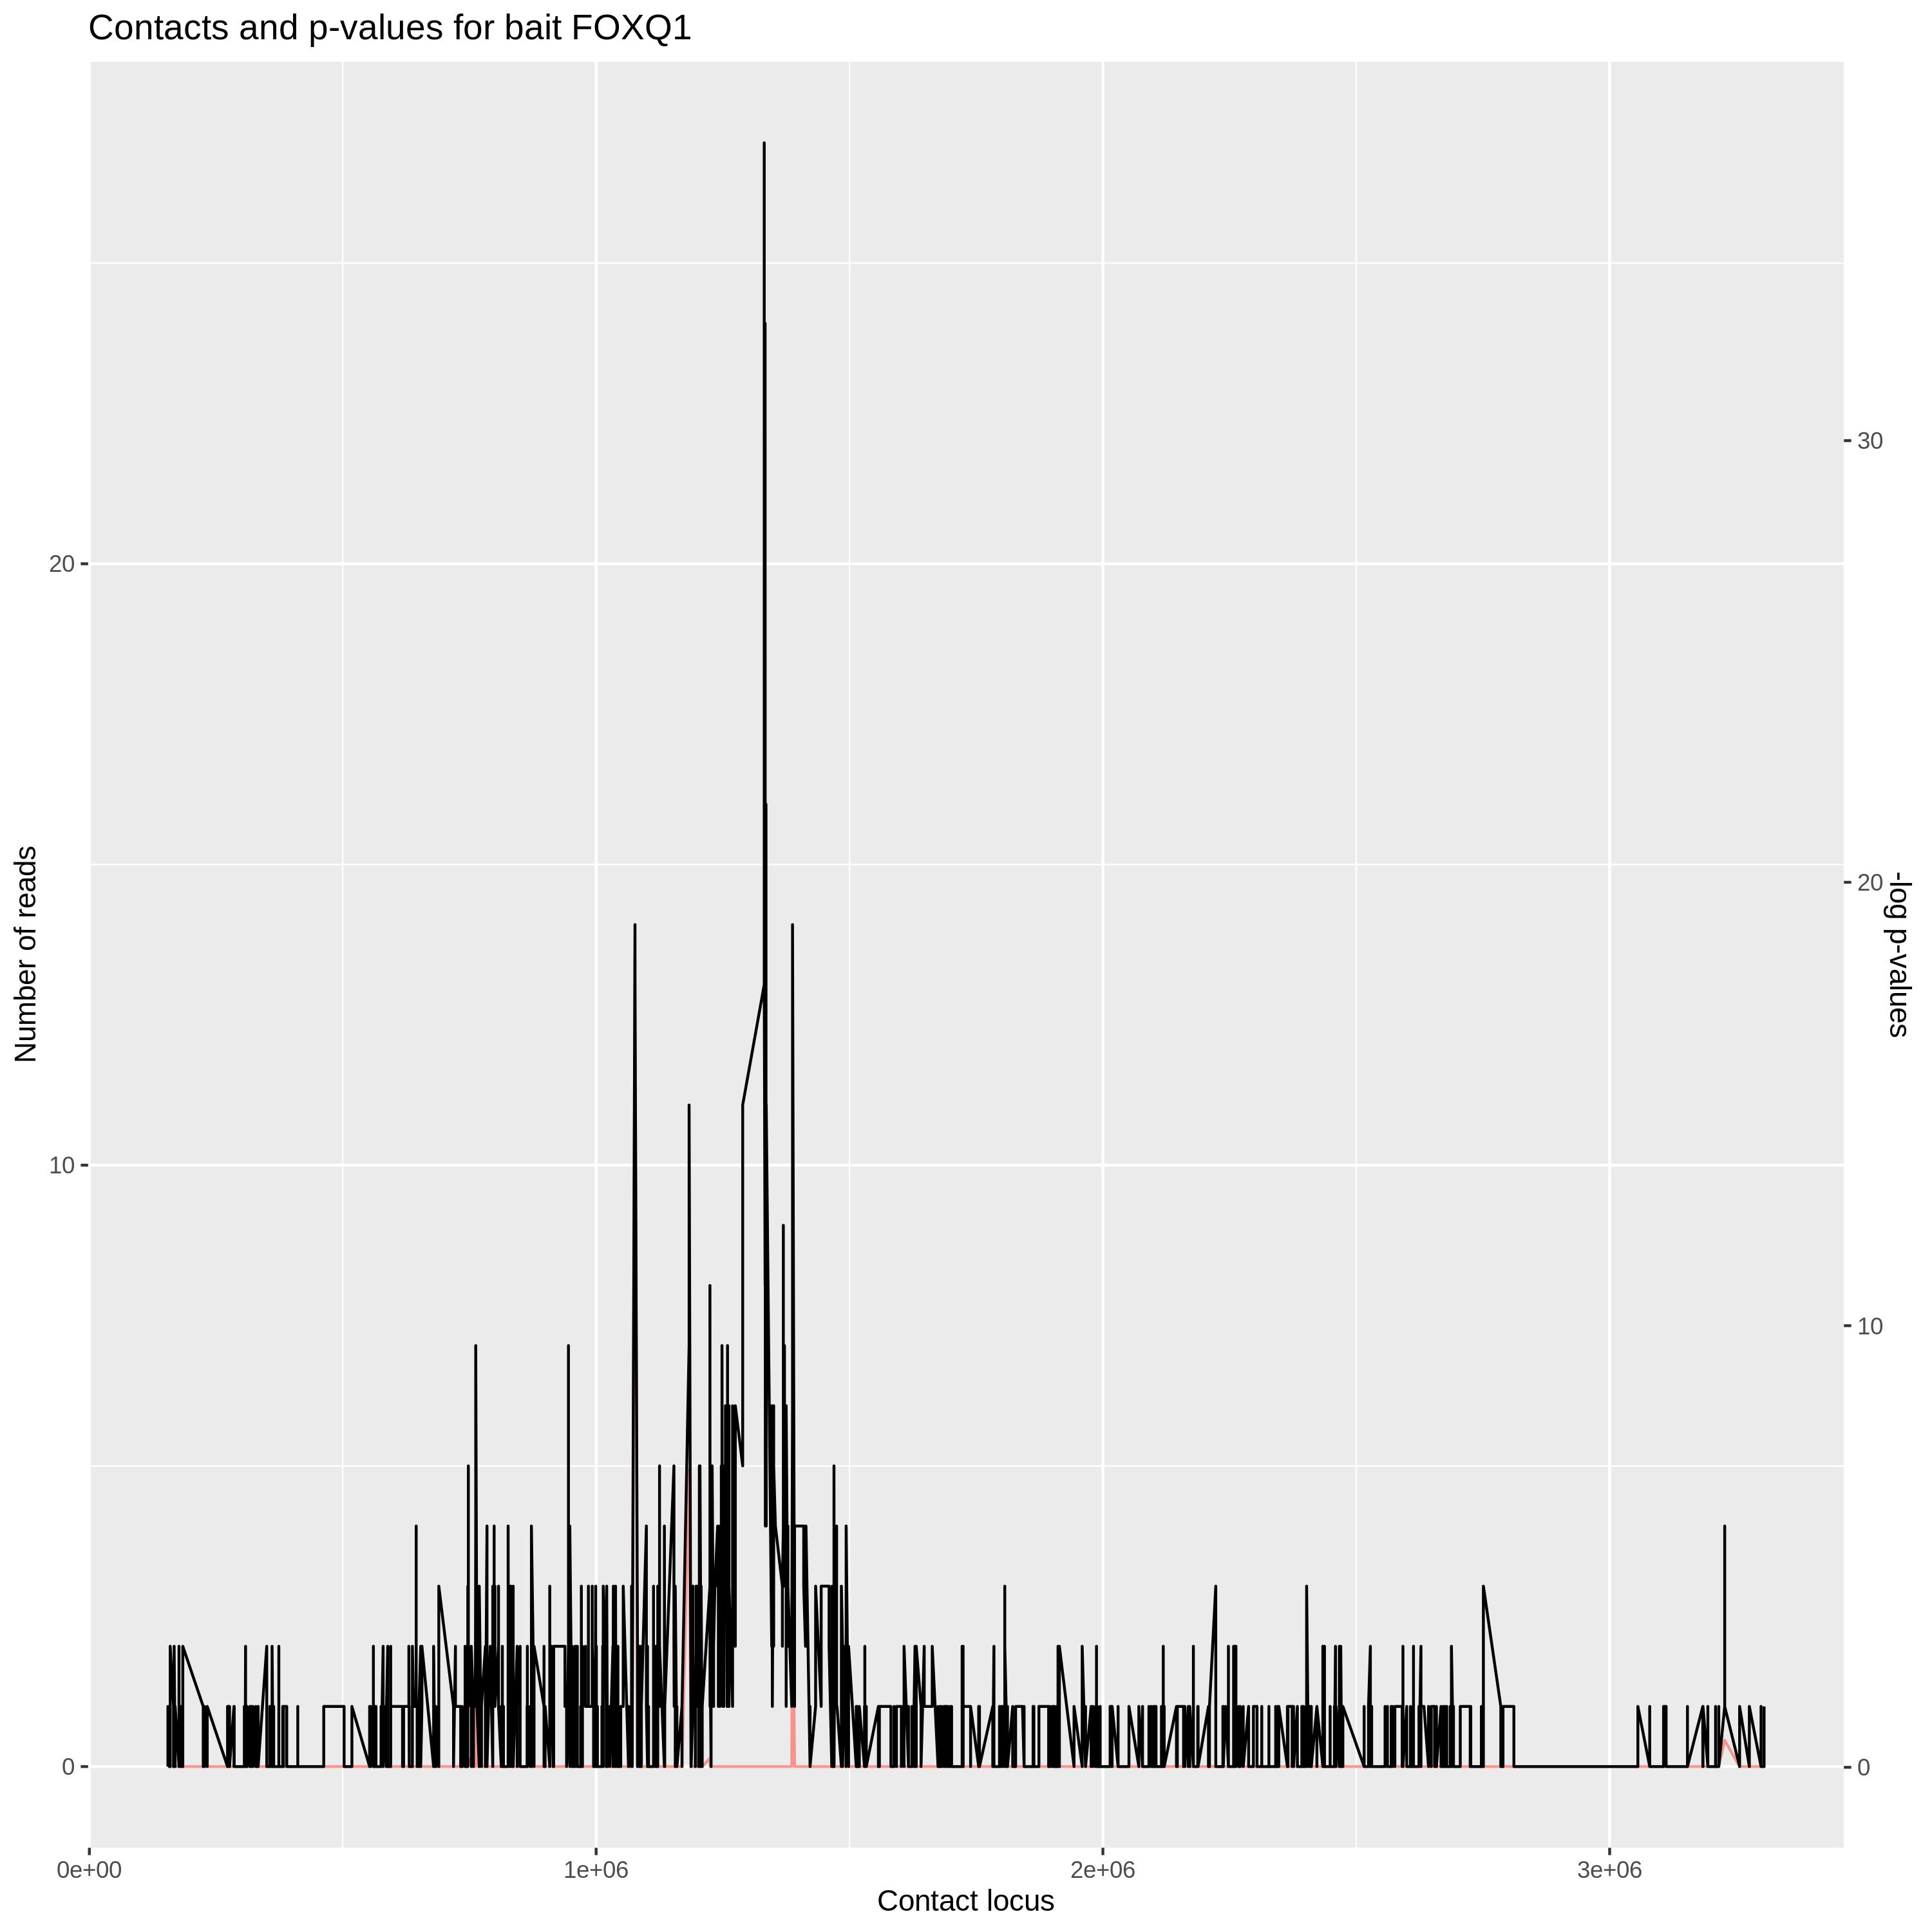 Contacts and p-values for bait FOXQ1
Number of reads
20
10
0
30
20
10
0
-log p-values
0e+00
1e+06
2e+06
3e+06
Contact locus